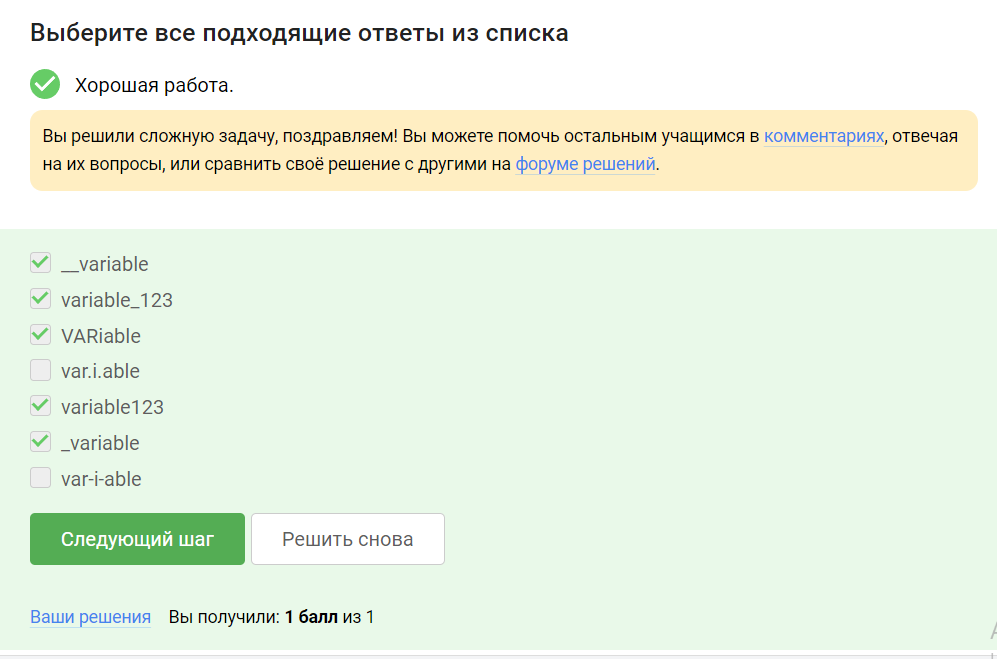 Выберите все подходящие ответы из списка
Хорошая работа.
Вы решили сложную задачу, поздравляем! Вы можете помочь остальным учащимся в комментариях, отвечая
на их вопросы, или сравнить своё решение с другими на форуме решений.
__variable
variable_123
VARiable
var.i.able
variable123
_variable
var-i-able
Следующий шаг Решить снова
Ваши решения Вы получили: 1 балл из 1